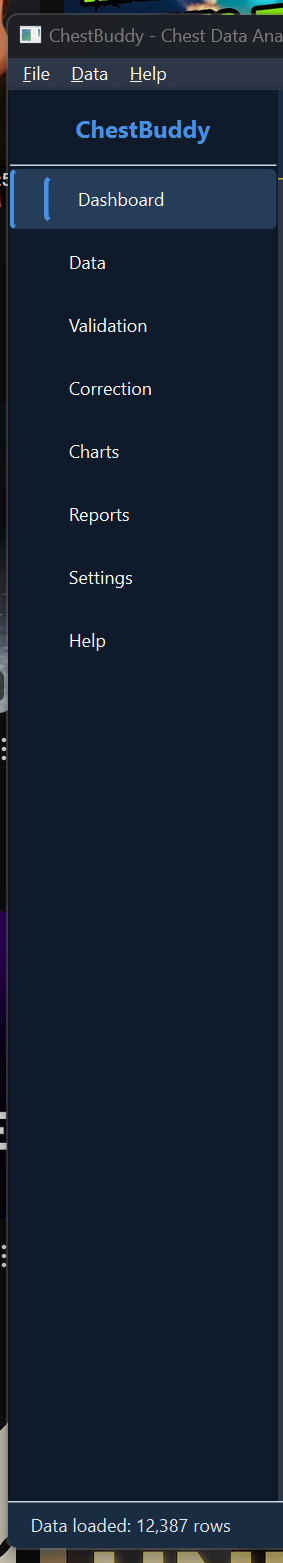 ChestBuddy - Chest Data Ana
File Data Help
ChestBuddy
Dashboard
Data
Validation
Correction
Charts
Reports
Settings
Help
Data loaded: 12,387 rows